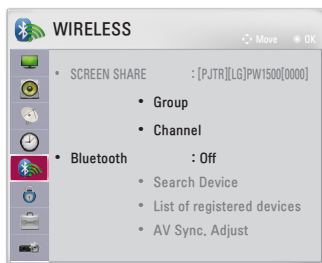 WIRELESS
Move OK
• SCREEN SHARE : [PJTR][LG]PW1500[0000]
• Group
• Channel
• Bluetooth : Off
• Search Device
• List of registered devices
• AV Sync. Adjust